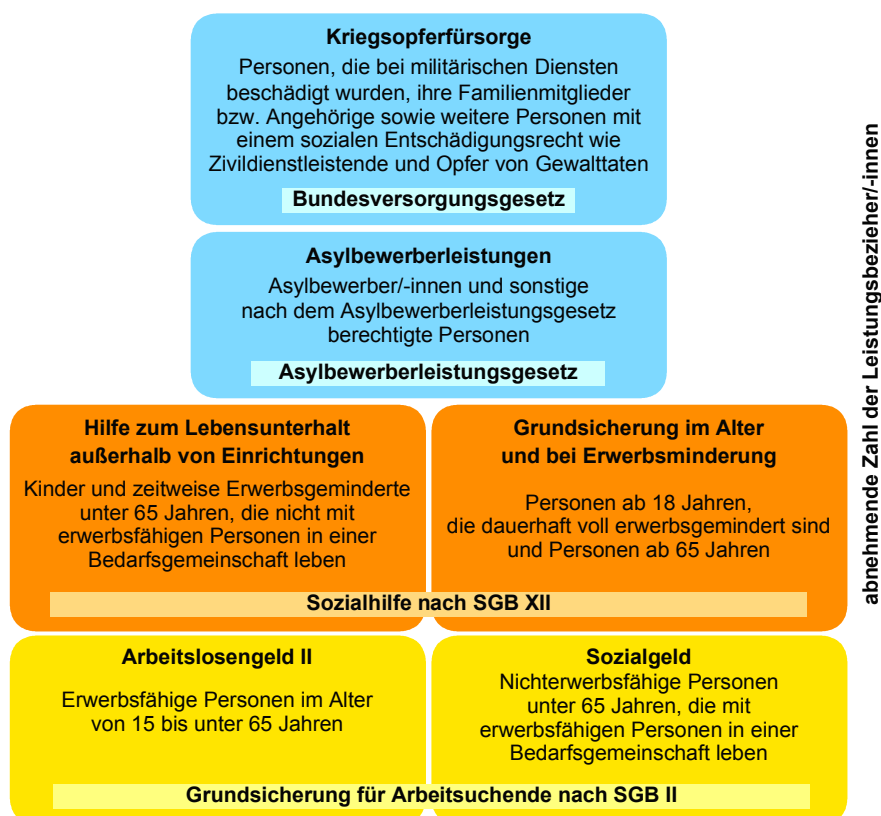 Kriegsopferfürsorge
Personen, die bei militärischen Diensten
beschädigt wurden, ihre Familienmitglieder
bzw. Angehörige sowie weitere Personen mit
einem sozialen Entschädigungsrecht wie
Zivildienstleistende und Opfer von Gewalttaten
Bundesversorgungsgesetz
Asylbewerberleistungen
Asylbewerber/-innen und sonstige
nach dem Asylbewerberleistungsgesetz
berechtigte Personen
Asylbewerberleistungsgesetz
Hilfe zum Lebensunterhalt
außerhalb von Einrichtungen
Kinder und zeitweise Erwerbsgeminderte
unter 65 Jahren, die nicht mit
erwerbsfähigen Personen in einer
Bedarfsgemeinschaft leben
Grundsicherung im Alter
und bei Erwerbsminderung
Personen ab 18 Jahren,
die dauerhaft voll erwerbsgemindert sind
und Personen ab 65 Jahren
Sozialhilfe nach SGB XII
Arbeitslosengeld II
Erwerbsfähige Personen im Alter
von 15 bis unter 65 Jahren
Sozialgeld
Nichterwerbsfähige Personen
unter 65 Jahren, die mit
erwerbsfähigen Personen in einer
Bedarfsgemeinschaft leben
Grundsicherung für Arbeitsuchende nach SGB II
abnehmende Zahl der Leistungsbezieher/-innen